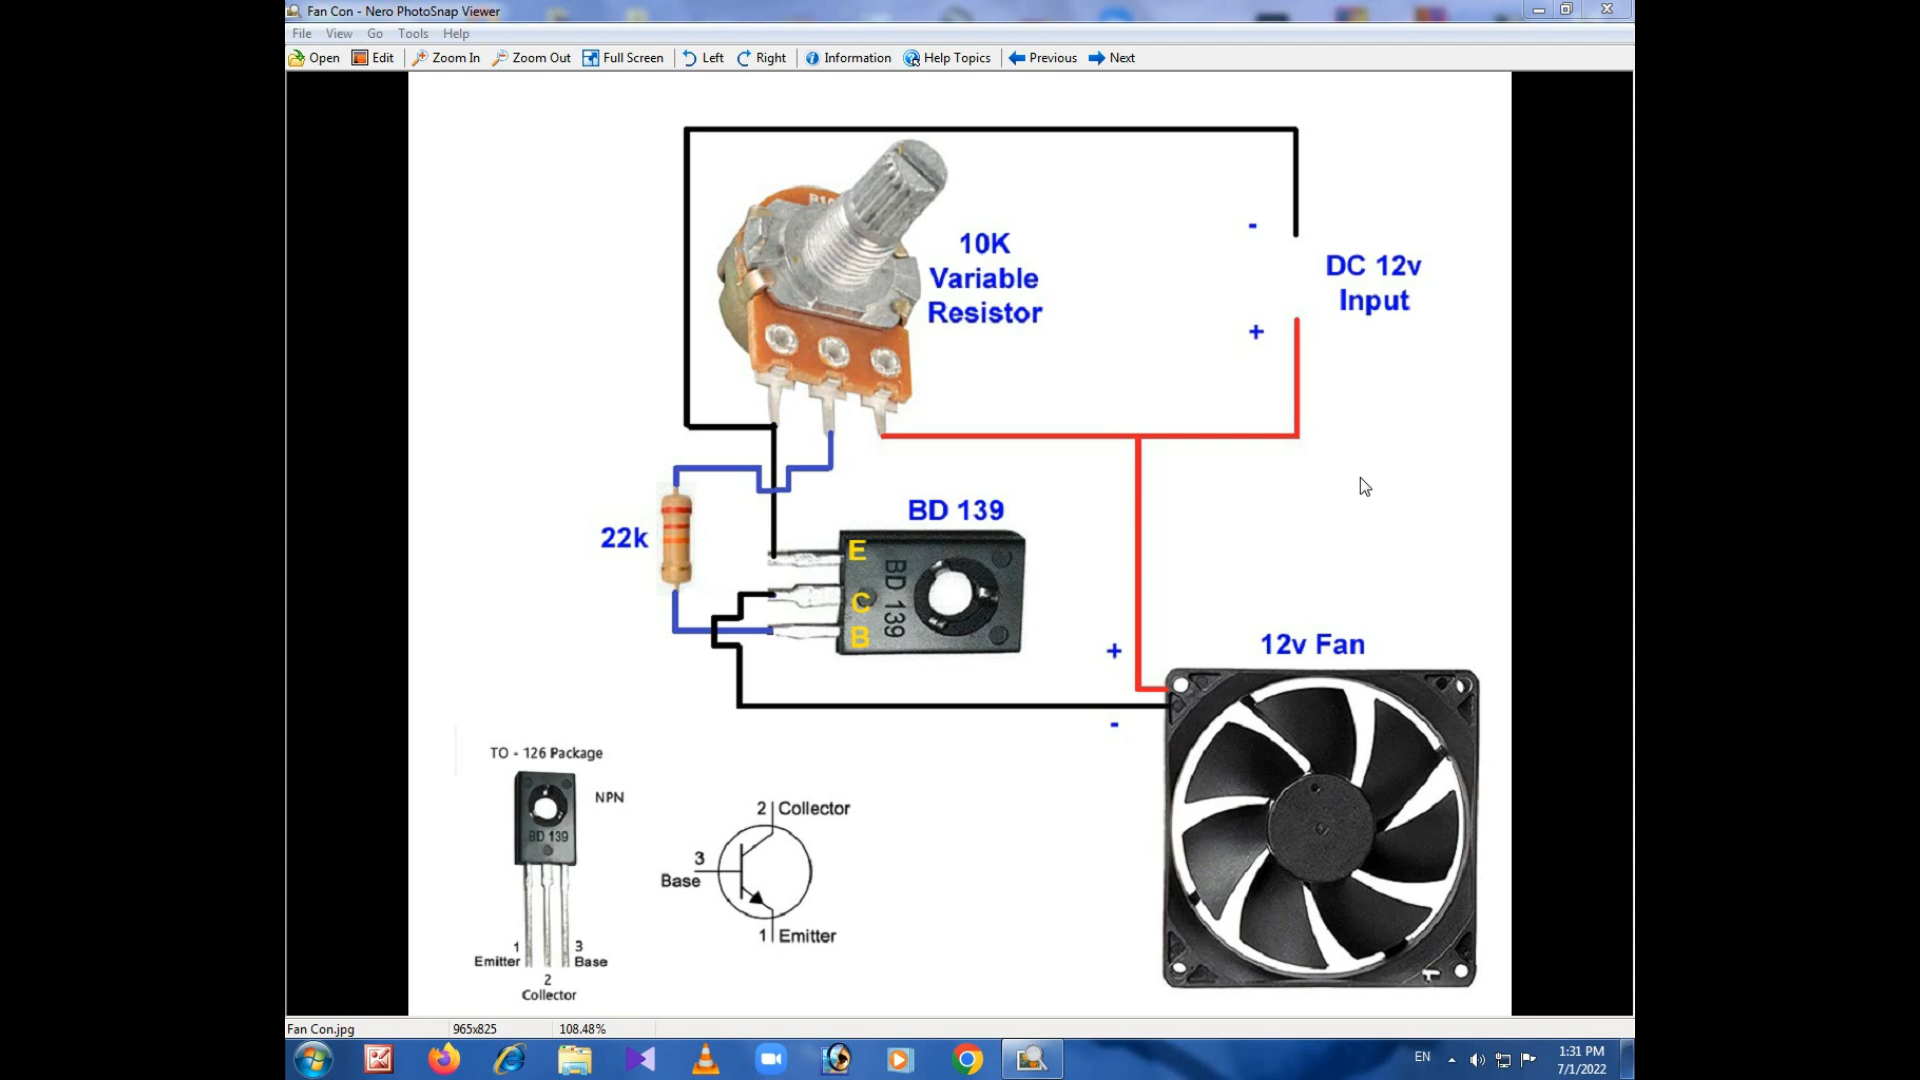 Fan Con - Nero PhotoSnap Viewer
File View Go Tools Help
Open Edit Zoom In Zoom Out Full Screen Left Right Information Help Topics Previous Next
-
DC 12v
Input
+
10K
Variable
Resistor
22k
BD 139
E
C
B
BD 139
+
-
12v Fan
TO - 126 Package
NPN
BD 139
1
Emitter
2
Collector
3
Base
2 Collector
3
Base
1 Emitter
Fan Con.jpg 965x825 108.48%
EN
1:31 PM
7/1/2022